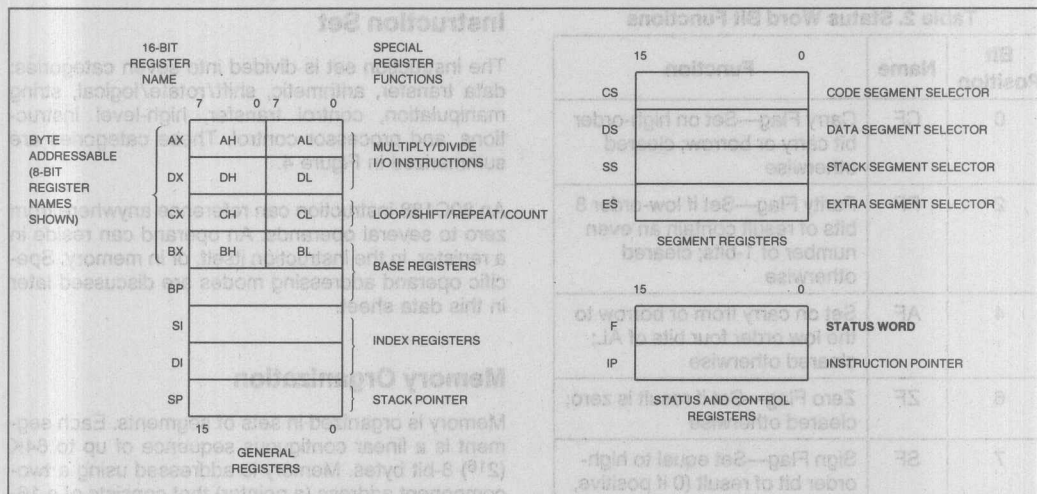 16-BIT
REGISTER
NAME
SPECIAL
REGISTER
FUNCTIONS
7 0 7 0
BYTE
ADDRESSABLE
(8-BIT
REGISTER
NAMES
SHOWN)
AX AH AL
DX DH DL
MULTIPLY/DIVIDE
I/O INSTRUCTIONS
CX CH CL LOOP/SHIFT/REPEAT/COUNT
BX BH BL
BP
BASE REGISTERS
SI
DI
INDEX REGISTERS
SP STACK POINTER
15 0
GENERAL
REGISTERS
15 0
CS CODE SEGMENT SELECTOR
DS DATA SEGMENT SELECTOR
SS STACK SEGMENT SELECTOR
ES EXTRA SEGMENT SELECTOR
SEGMENT REGISTERS
15 0
F STATUS WORD
IP INSTRUCTION POINTER
STATUS AND CONTROL
REGISTERS